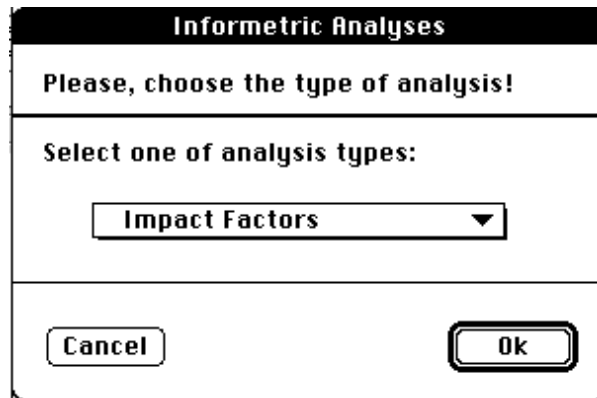 Informetric Analyses
Please, choose the type of analysis!
Select one of analysis types:
Impact Factors
Cancel
Ok